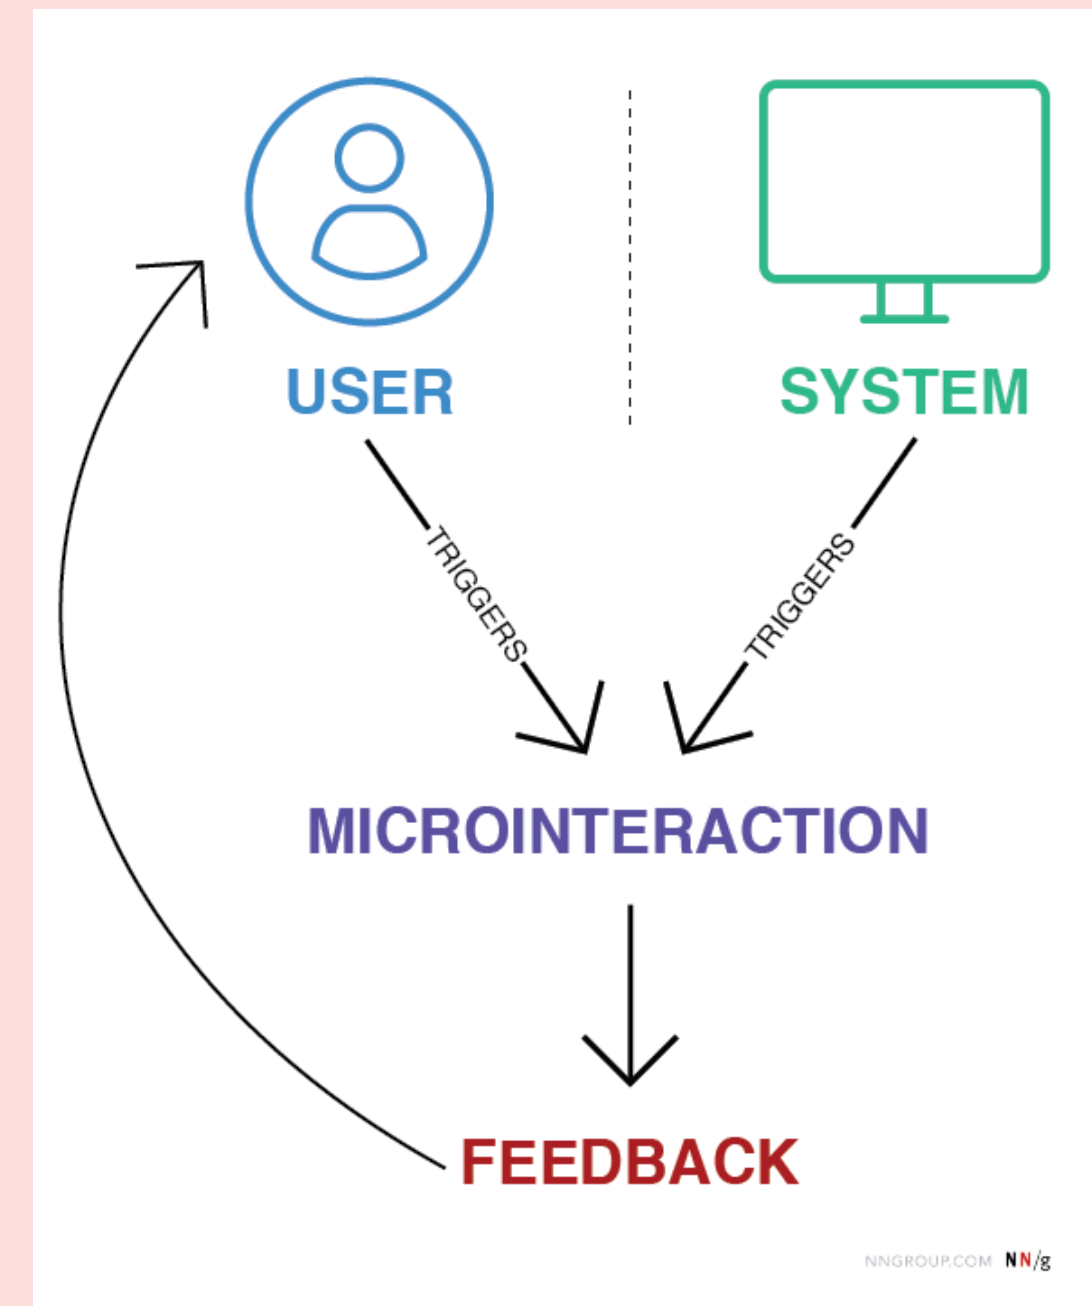 USER
SYSTEM
TRIGGERS
TRIGGERS
MICROINTERACTION
FEEDBACK
NNGROUP.COM NN/g